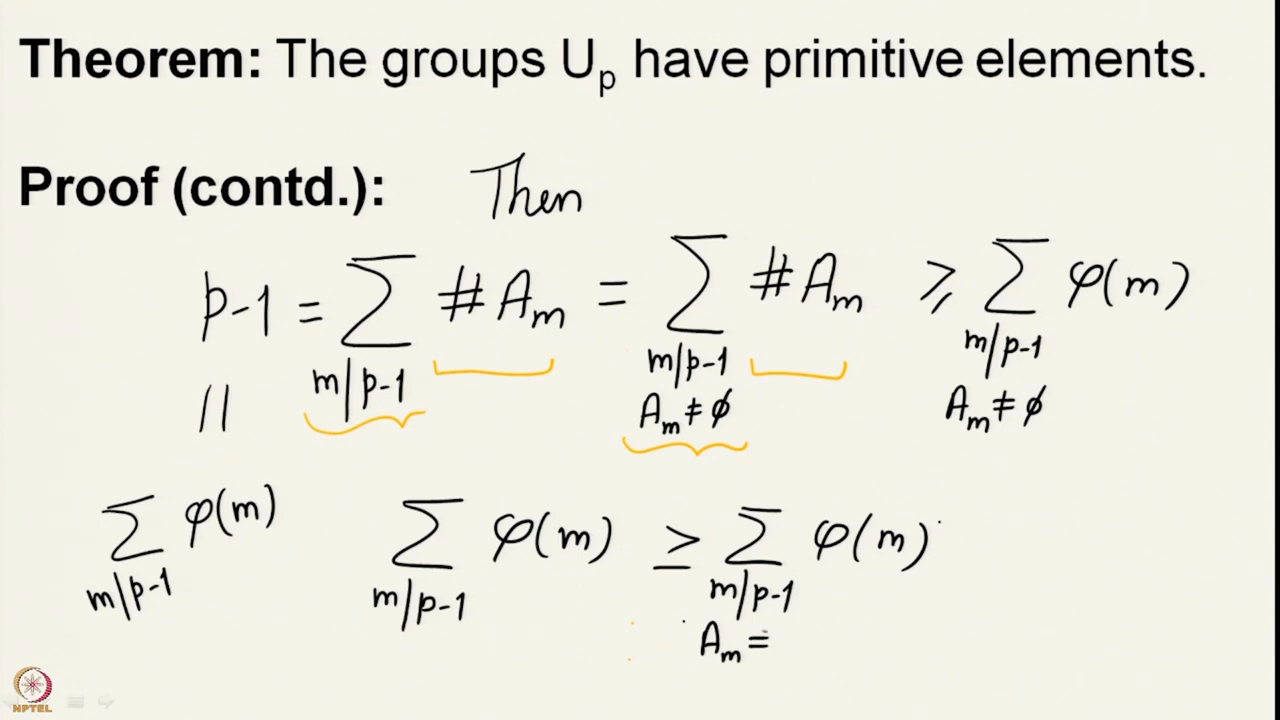 Theorem: The groups Uₚ have primitive elements.
Proof (contd.): Then
p-1 = ∑ #Aₘ = ∑ #Aₘ ⩾ ∑ φ(m)
m|p-1 m|p-1 m|p-1
Aₘ ≠ ϕ Aₘ ≠ ϕ
||
∑ φ(m) ∑ φ(m) ≥ ∑ φ(m)
m|p-1 m|p-1 m|p-1
Aₘ =
NPTEL